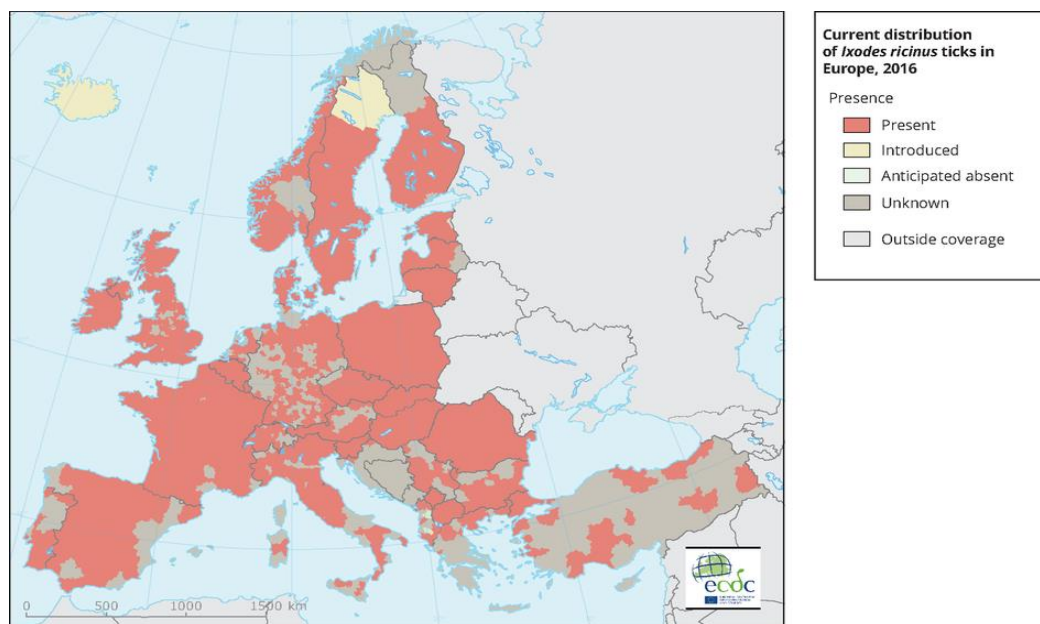 Current distribution
of Ixodes ricinus ticks in
Europe, 2016
Presence
Present
Introduced
Anticipated absent
Unknown
Outside coverage
ecdc
0 500 1000 1500 km